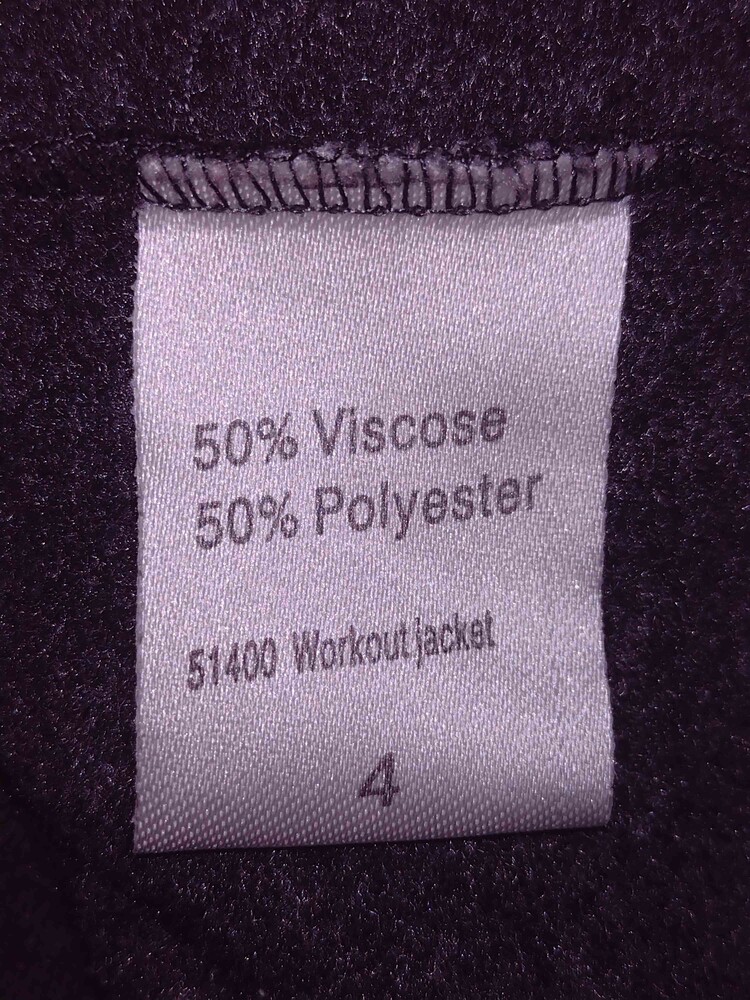 50% Viscose
50% Polyester
51400 Workout jacket
4